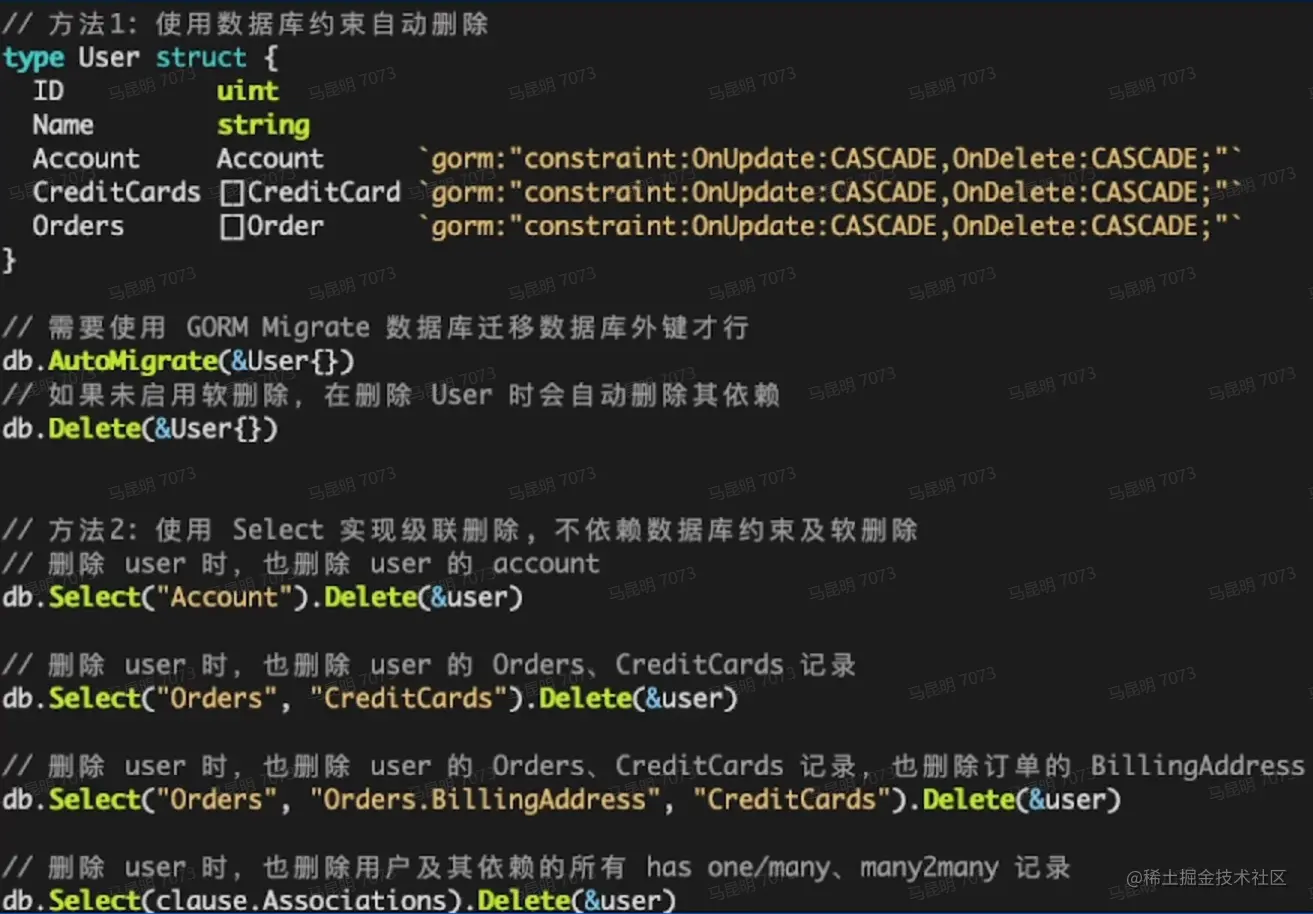 // 方法1: 使用数据库约束自动删除
type User struct {
  ID          uint
  Name        string
  Account     Account      `gorm:"constraint:OnUpdate:CASCADE,OnDelete:CASCADE;"`
  CreditCards []CreditCard `gorm:"constraint:OnUpdate:CASCADE,OnDelete:CASCADE;"`
  Orders      []Order      `gorm:"constraint:OnUpdate:CASCADE,OnDelete:CASCADE;"`
}
// 需要使用 GORM Migrate 数据库迁移数据库外键才行
db.AutoMigrate(&User{})
// 如果未启用软删除, 在删除 User 时会自动删除其依赖
db.Delete(&User{})
// 方法2: 使用 Select 实现级联删除, 不依赖数据库约束及软删除
// 删除 user 时, 也删除 user 的 account
db.Select("Account").Delete(&user)
// 删除 user 时, 也删除 user 的 Orders、CreditCards 记录
db.Select("Orders", "CreditCards").Delete(&user)
// 删除 user 时, 也删除 user 的 Orders、CreditCards 记录, 也删除订单的 BillingAddress
db.Select("Orders", "Orders.BillingAddress", "CreditCards").Delete(&user)
// 删除 user 时, 也删除用户及其依赖的所有 has one/many、many2many 记录
db.Select(clause.Associations).Delete(&user)
@稀土掘金技术社区
马昆明 7073